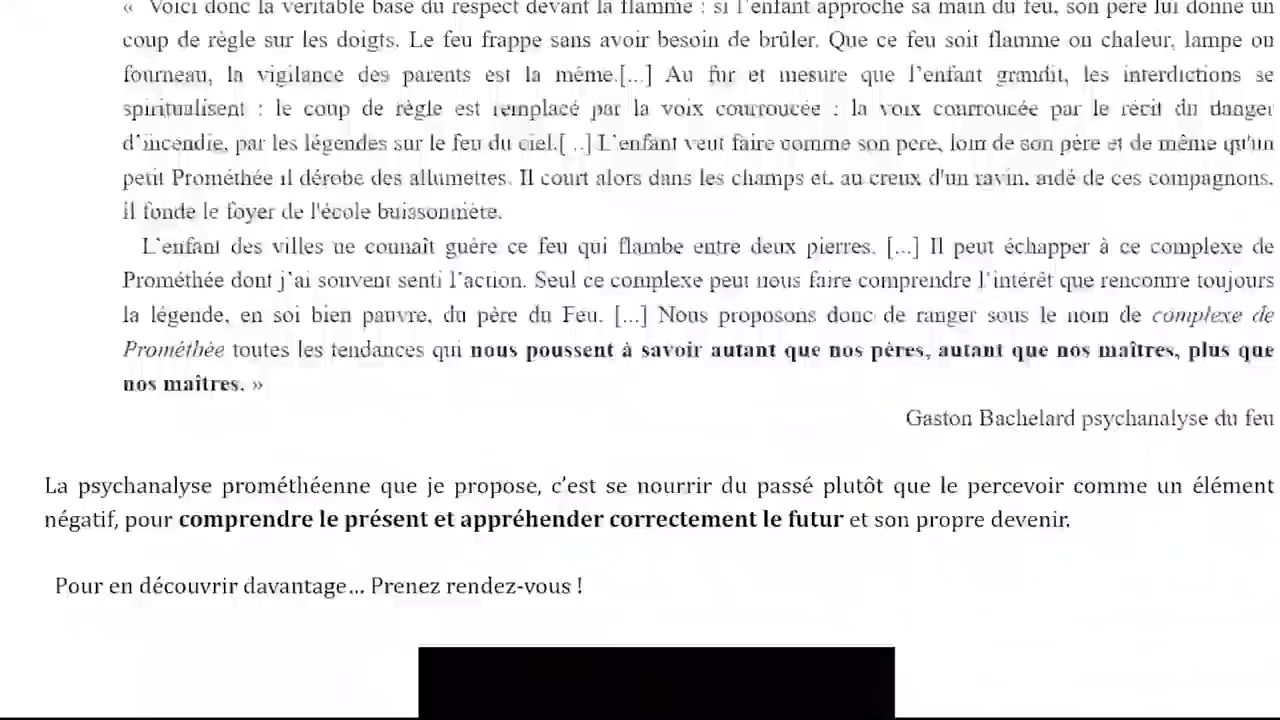 « Voici donc la véritable base du respect devant la flamme : si l'enfant approche sa main du feu, son père lui donne un
coup de règle sur les doigts. Le feu frappe sans avoir besoin de brûler. Que ce feu soit flamme ou chaleur, lampe ou
fourneau, la vigilance des parents est la même.[...] Au fur et mesure que l'enfant grandit, les interdictions se
spiritualisent : le coup de règle est remplacé par la voix courroucée : la voix courroucée par le récit du danger
d'incendie, par les légendes sur le feu du ciel.[...] L'enfant veut faire comme son père, loin de son père et de même qu'un
petit Prométhée il dérobe des allumettes. Il court alors dans les champs et, au creux d'un ravin, aidé de ces compagnons,
il fonde le foyer de l'école buissonnière.
L'enfant des villes ne connaît guère ce feu qui flambe entre deux pierres. [...] Il peut échapper à ce complexe de
Prométhée dont j'ai souvent senti l'action. Seul ce complexe peut nous faire comprendre l'intérêt que rencontre toujours
la légende, en soi bien pauvre, du père du Feu. [...] Nous proposons donc de ranger sous le nom de complexe de
Prométhée toutes les tendances qui nous poussent à savoir autant que nos pères, autant que nos maîtres, plus que
nos maîtres. »
Gaston Bachelard psychanalyse du feu
La psychanalyse prométhéenne que je propose, c'est se nourrir du passé plutôt que le percevoir comme un élément
négatif, pour comprendre le présent et appréhender correctement le futur et son propre devenir.
Pour en découvrir davantage... Prenez rendez-vous !